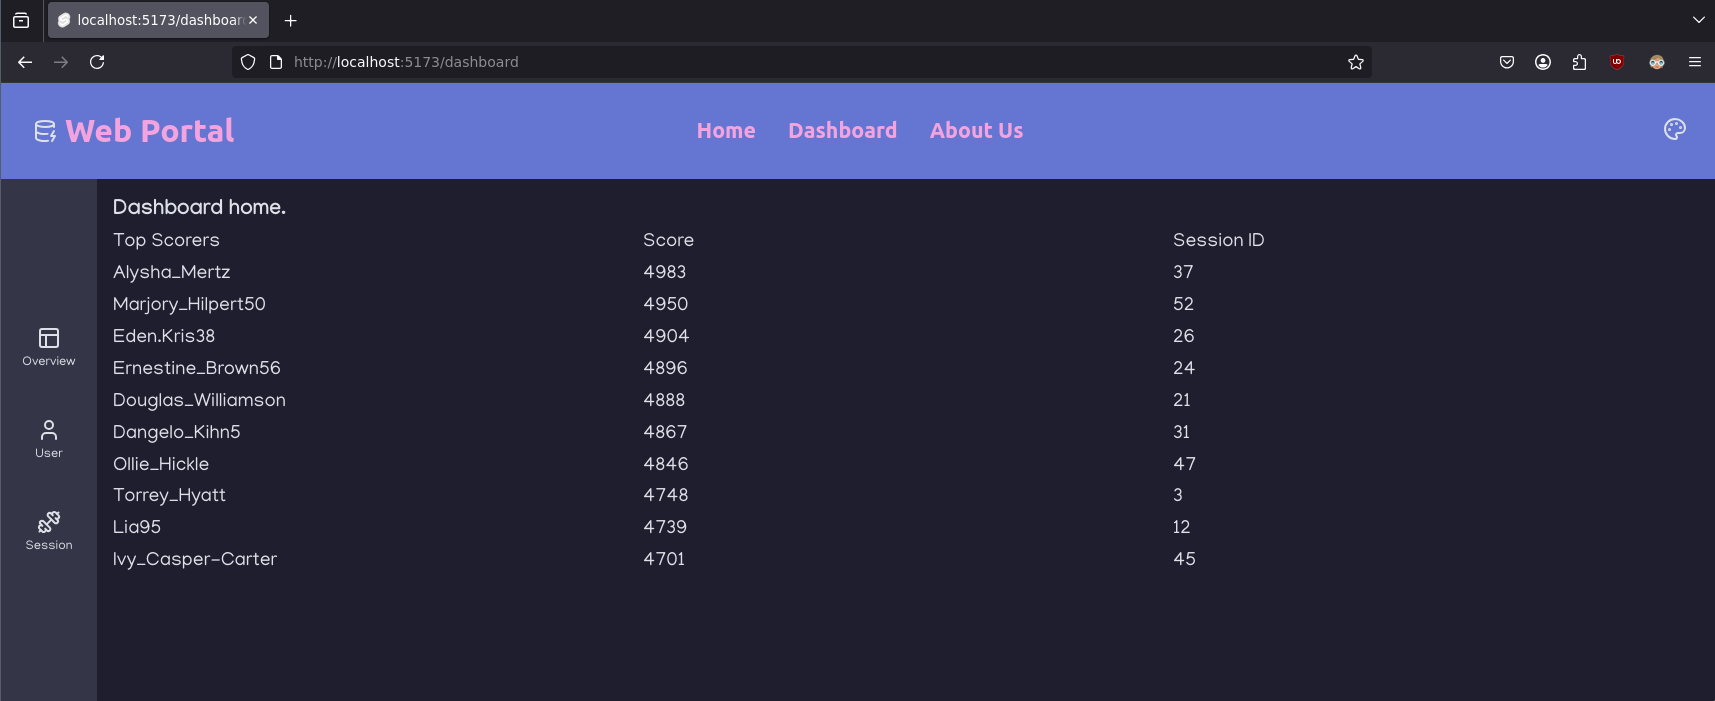 localhost:5173/dashboar
http://localhost:5173/dashboard
Web Portal
Home Dashboard About Us
Dashboard home.
Top Scorers Score Session ID
Alysha_Mertz 4983 37
Marjory_Hilpert50 4950 52
Eden.Kris38 4904 26
Ernestine_Brown56 4896 24
Douglas_Williamson 4888 21
Dangelo_Kihn5 4867 31
Ollie_Hickle 4846 47
Torrey_Hyatt 4748 3
Lia95 4739 12
Ivy_Casper-Carter 4701 45
Overview
User
Session